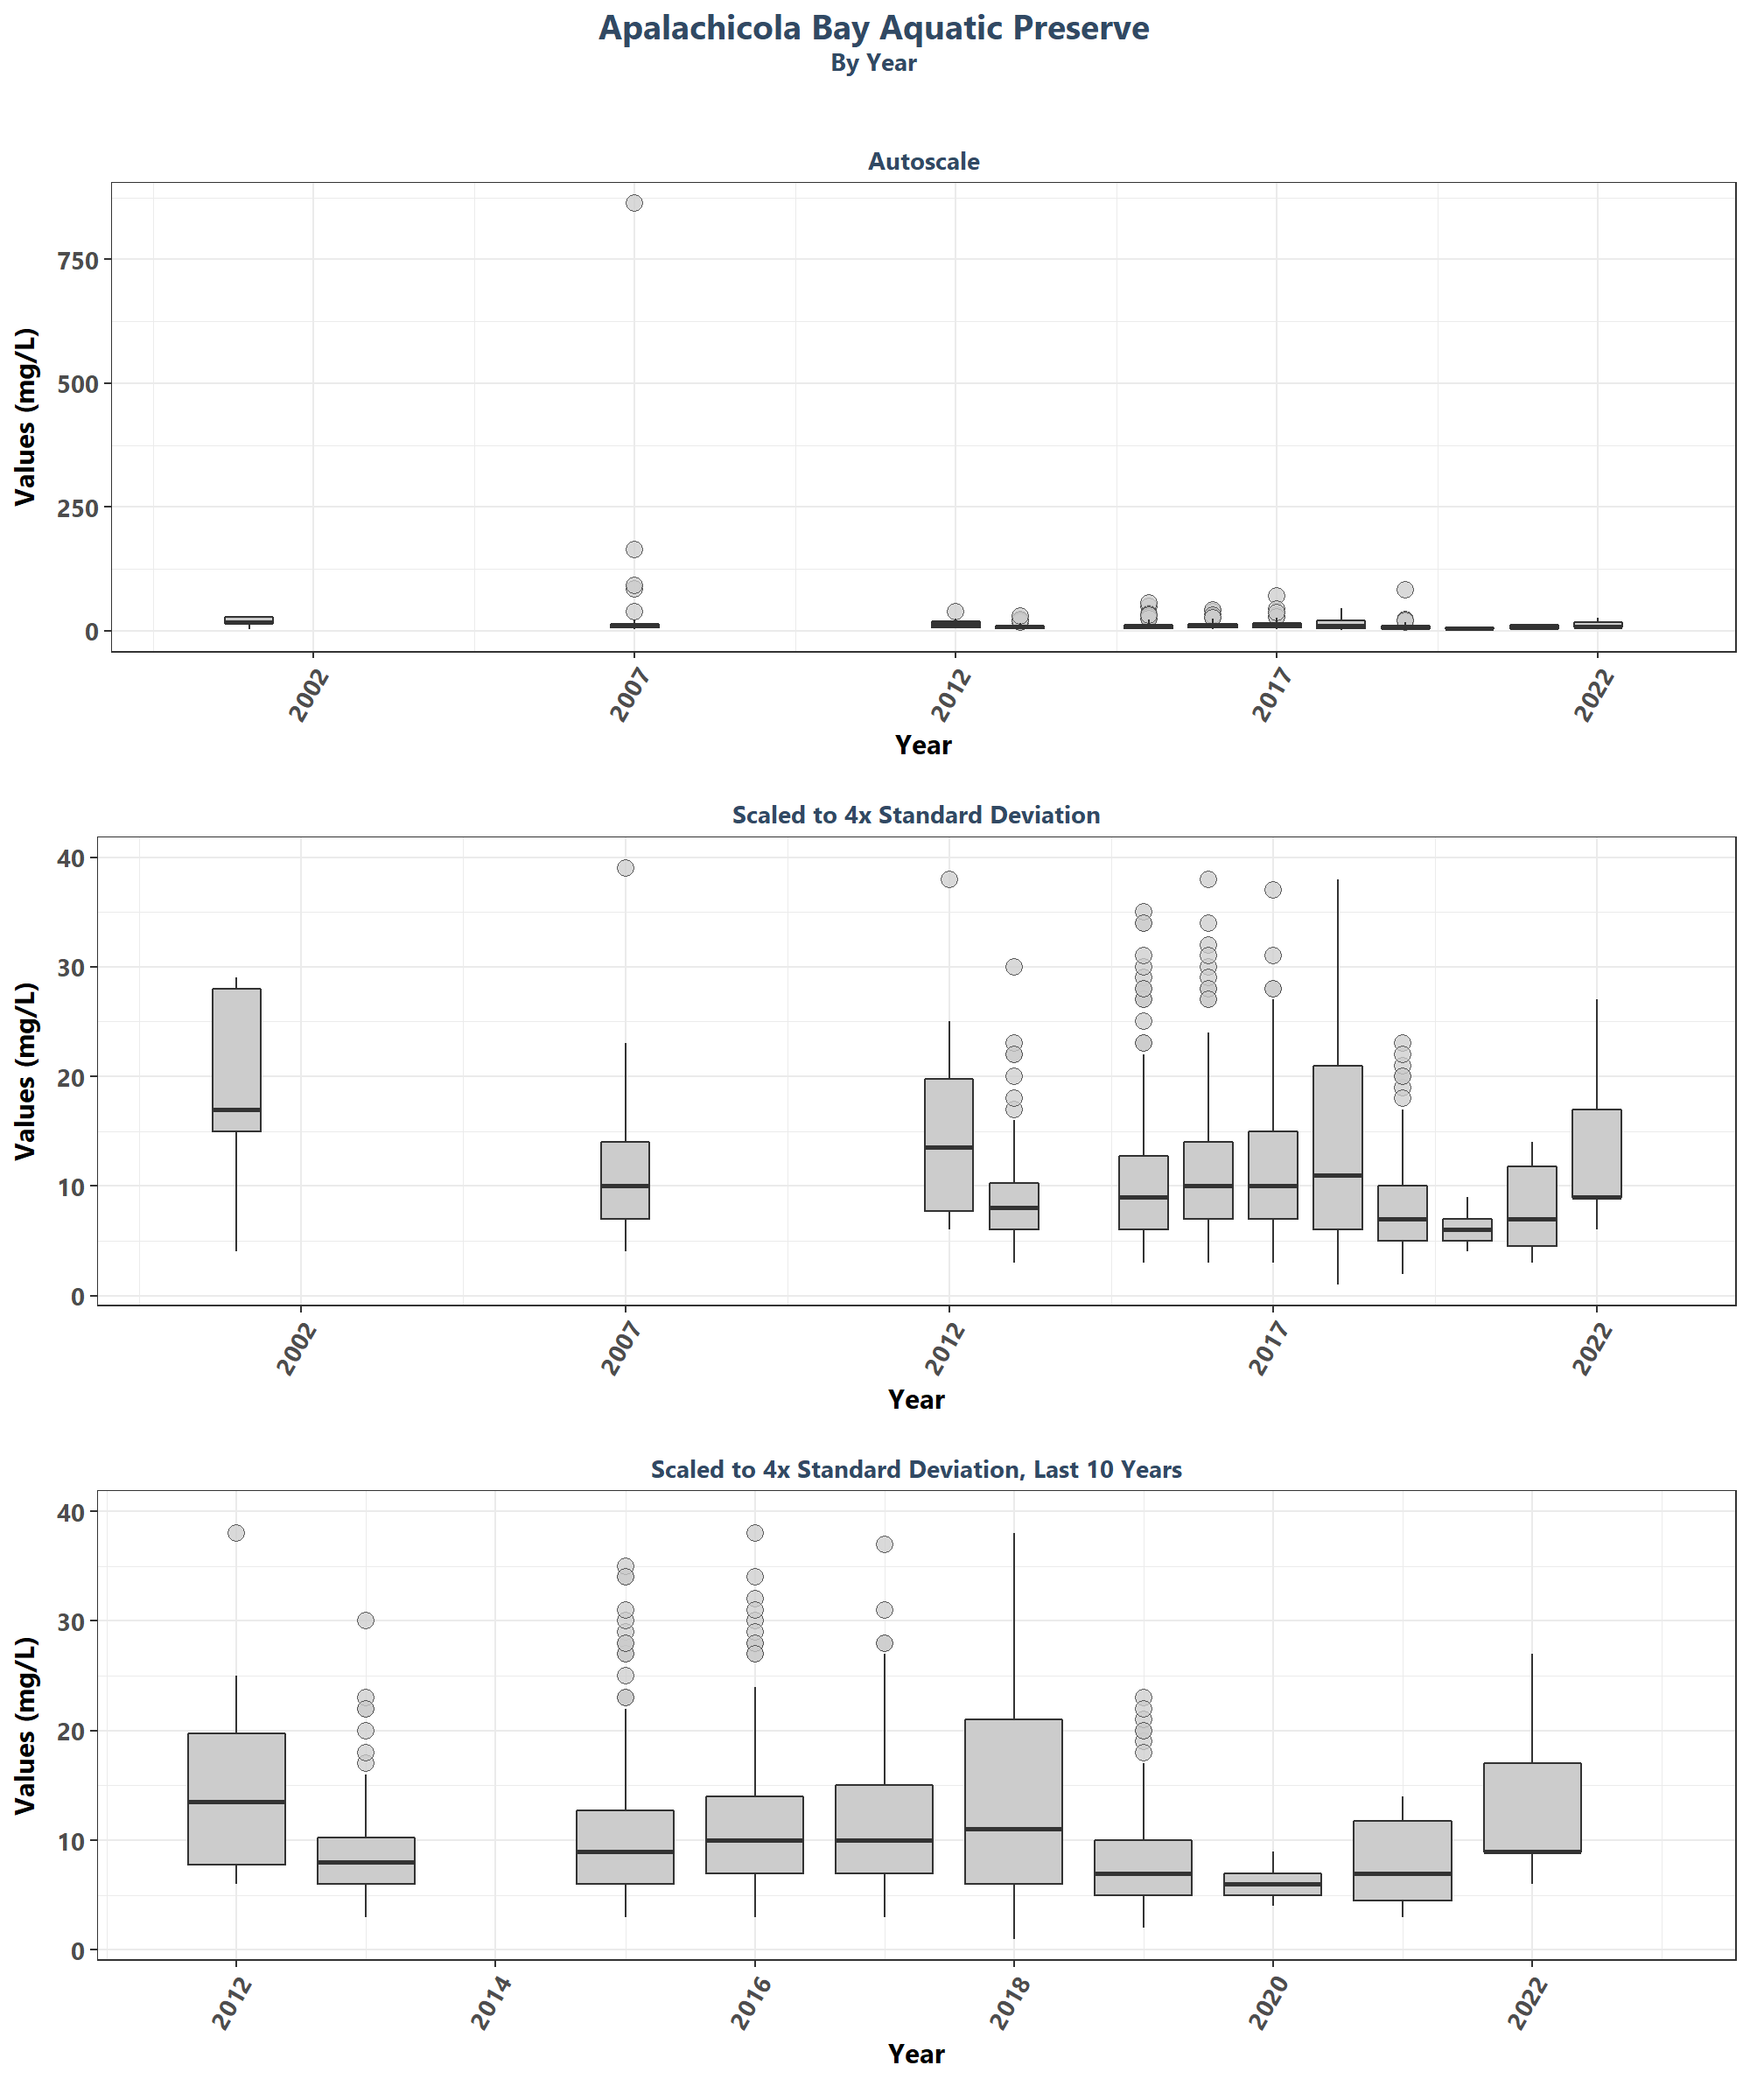 Apalachicola Bay Aquatic Preserve
By Year
Autoscale
Values (mg/L)
750
500
250
0
2002
2007
2012
2017
2022
Year
Scaled to 4x Standard Deviation
Values (mg/L)
40
30
20
10
0
2002
2007
2012
2017
2022
Year
Scaled to 4x Standard Deviation, Last 10 Years
Values (mg/L)
40
30
20
10
0
2012
2014
2016
2018
2020
2022
Year